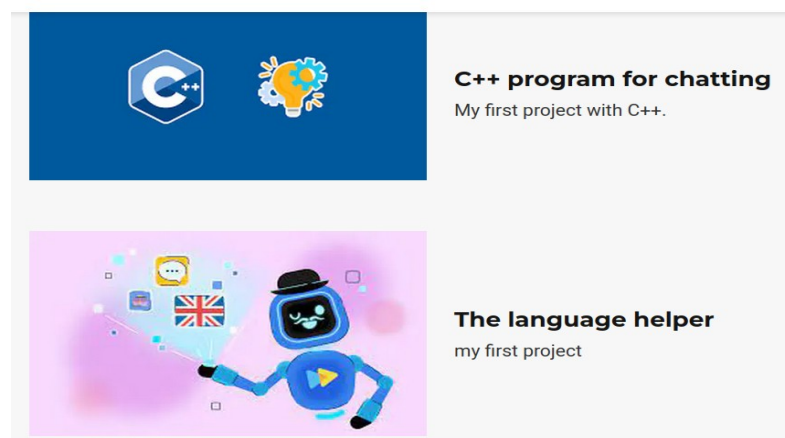 C++
C++ program for chatting
My first project with C++.
The language helper
my first project